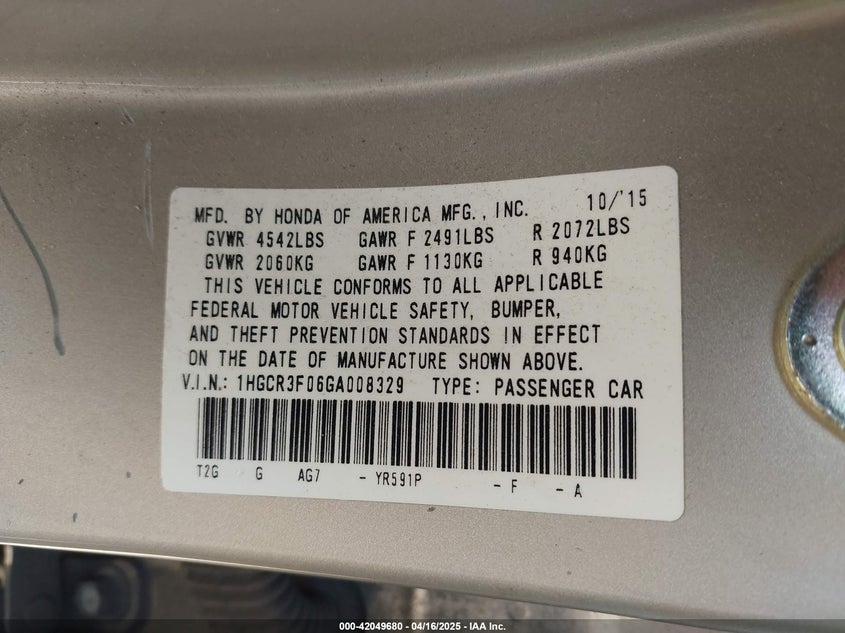 MFD. BY HONDA OF AMERICA MFG., INC. 10/'15
GVWR 4542LBS GAWR F 2491LBS R 2072LBS
GVWR 2060KG GAWR F 1130KG R 940KG
THIS VEHICLE CONFORMS TO ALL APPLICABLE
FEDERAL MOTOR VEHICLE SAFETY, BUMPER,
AND THEFT PREVENTION STANDARDS IN EFFECT
ON THE DATE OF MANUFACTURE SHOWN ABOVE.
V.I.N.: 1HGCR3F06GA008329 TYPE: PASSENGER CAR
T2G G AG7 - YR591P - F - A
000-42049680 - 04/16/2025 - IAA Inc.